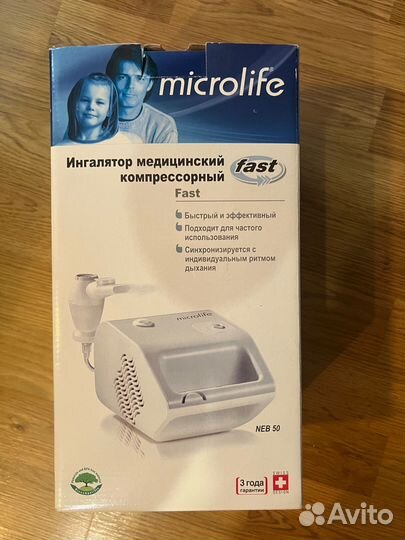 microlife®
Ингалятор медицинский
компрессорный
fast
Fast
Быстрый и эффективный
Подходит для частого
использования
Синхронизируется с
индивидуальным ритмом
дыхания
microlife
NEB 50
3 года
гарантии
SWISS
DESIGN
Avito